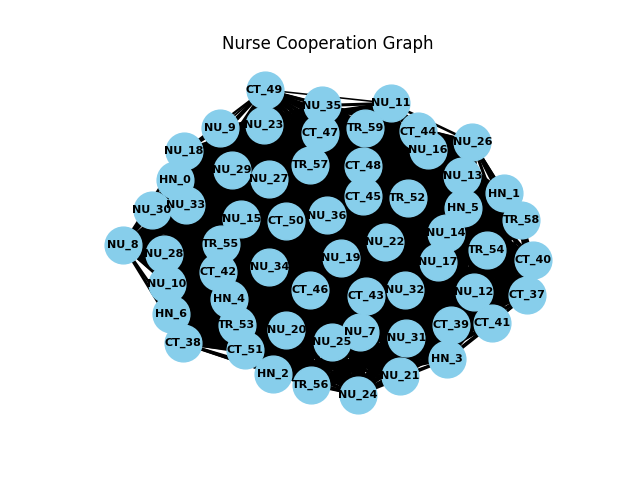 Nurse Cooperation Graph
CT_49
NU_35
NU_11
NU_9
NU_23
CT_47
TR_59
CT_44
NU_26
NU_18
NU_16
NU_29
TR_57
CT_48
HN_0
NU_27
NU_13
NU_30
NU_33
CT_45
TR_52
HN_5
HN_1
NU_15
CT_50
NU_36
TR_58
NU_8
TR_55
NU_22
NU_14
NU_28
CT_42
NU_34
NU_19
NU_17
TR_54
CT_40
NU_10
HN_4
CT_46
CT_43
NU_32
NU_12
CT_37
HN_6
TR_53
NU_20
NU_7
CT_39
CT_41
CT_38
CT_51
NU_25
NU_31
HN_3
HN_2
TR_56
NU_24
NU_21